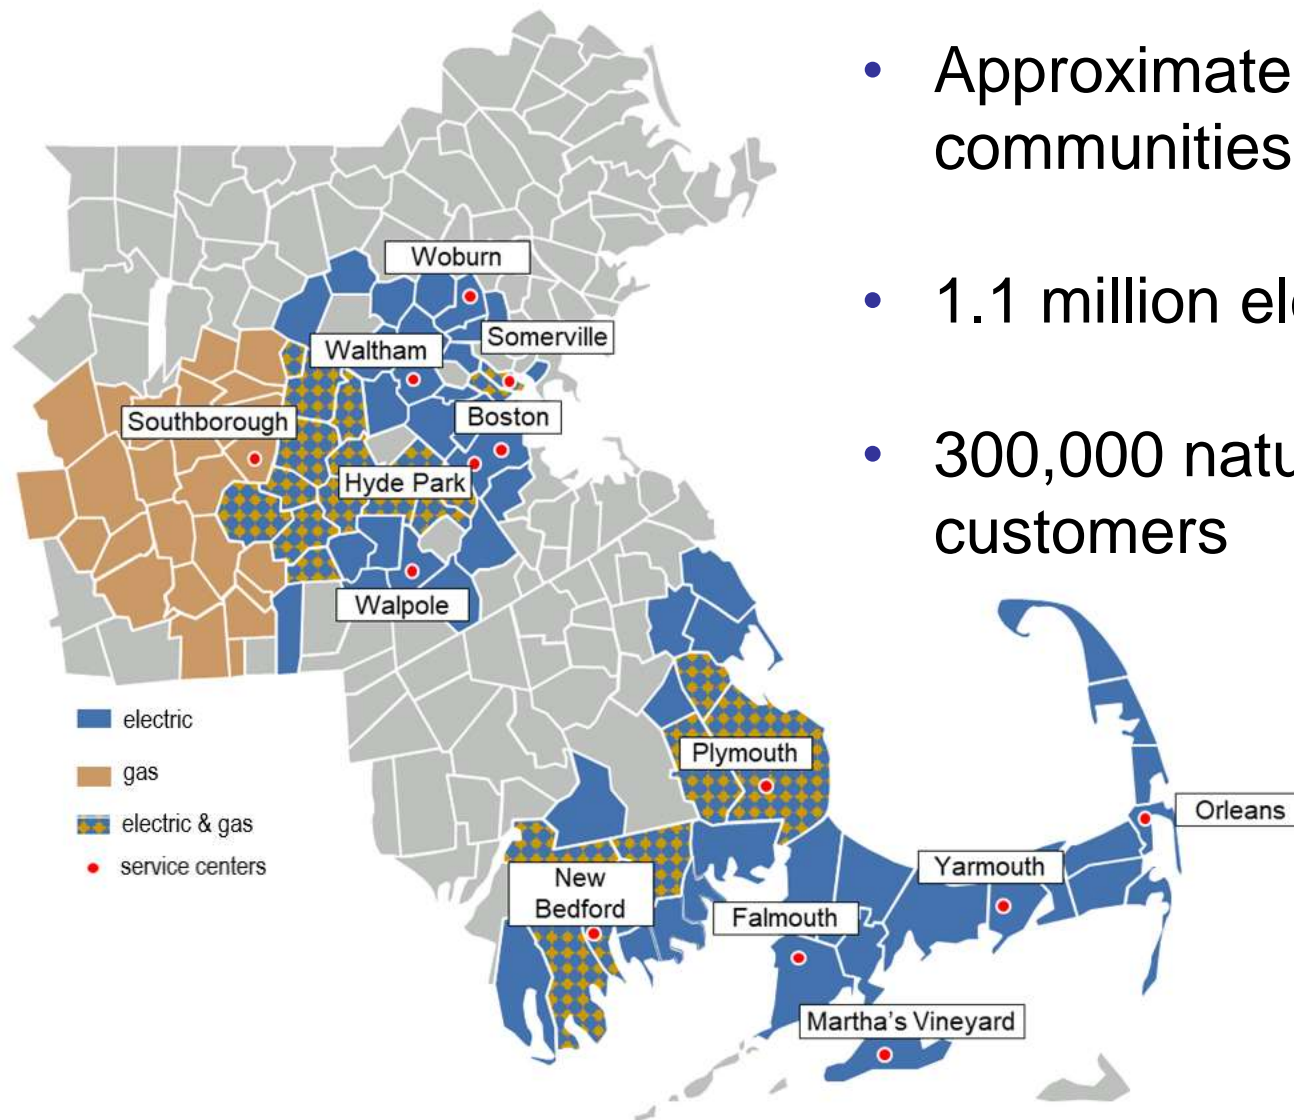 • Approximate
communities
• 1.1 million ele
• 300,000 natu
customers
Woburn
Somerville
Waltham
Southborough
Boston
Hyde Park
Walpole
electric
gas
electric & gas
service centers
Plymouth
Orleans
Yarmouth
New
Bedford
Falmouth
Martha's Vineyard